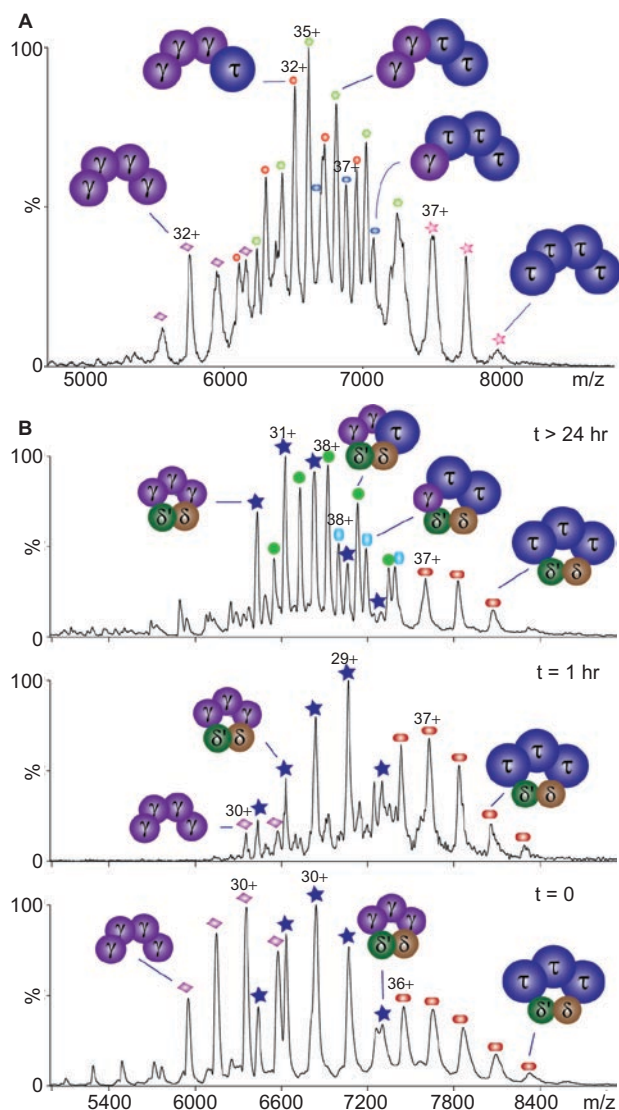 A
100
%
0
5000 6000 7000 8000 m/z
γ γ γ τ
32+
35+
γ γ τ τ
γ γ γ γ
32+
37+
γ τ τ τ
37+
τ τ τ τ
B
t > 24 hr
100
%
0
31+
38+
γ γ τ δ' δ
γ γ γ δ' δ
38+
γ τ τ δ' δ
37+
τ τ τ δ' δ
t = 1 hr
100
%
0
29+
γ γ γ δ' δ
37+
τ τ τ δ' δ
γ γ γ γ
30+
t = 0
100
%
0
γ γ γ γ
30+
30+
γ γ γ δ' δ
36+
τ τ τ δ' δ
5400 6000 6600 7200 7800 8400 m/z